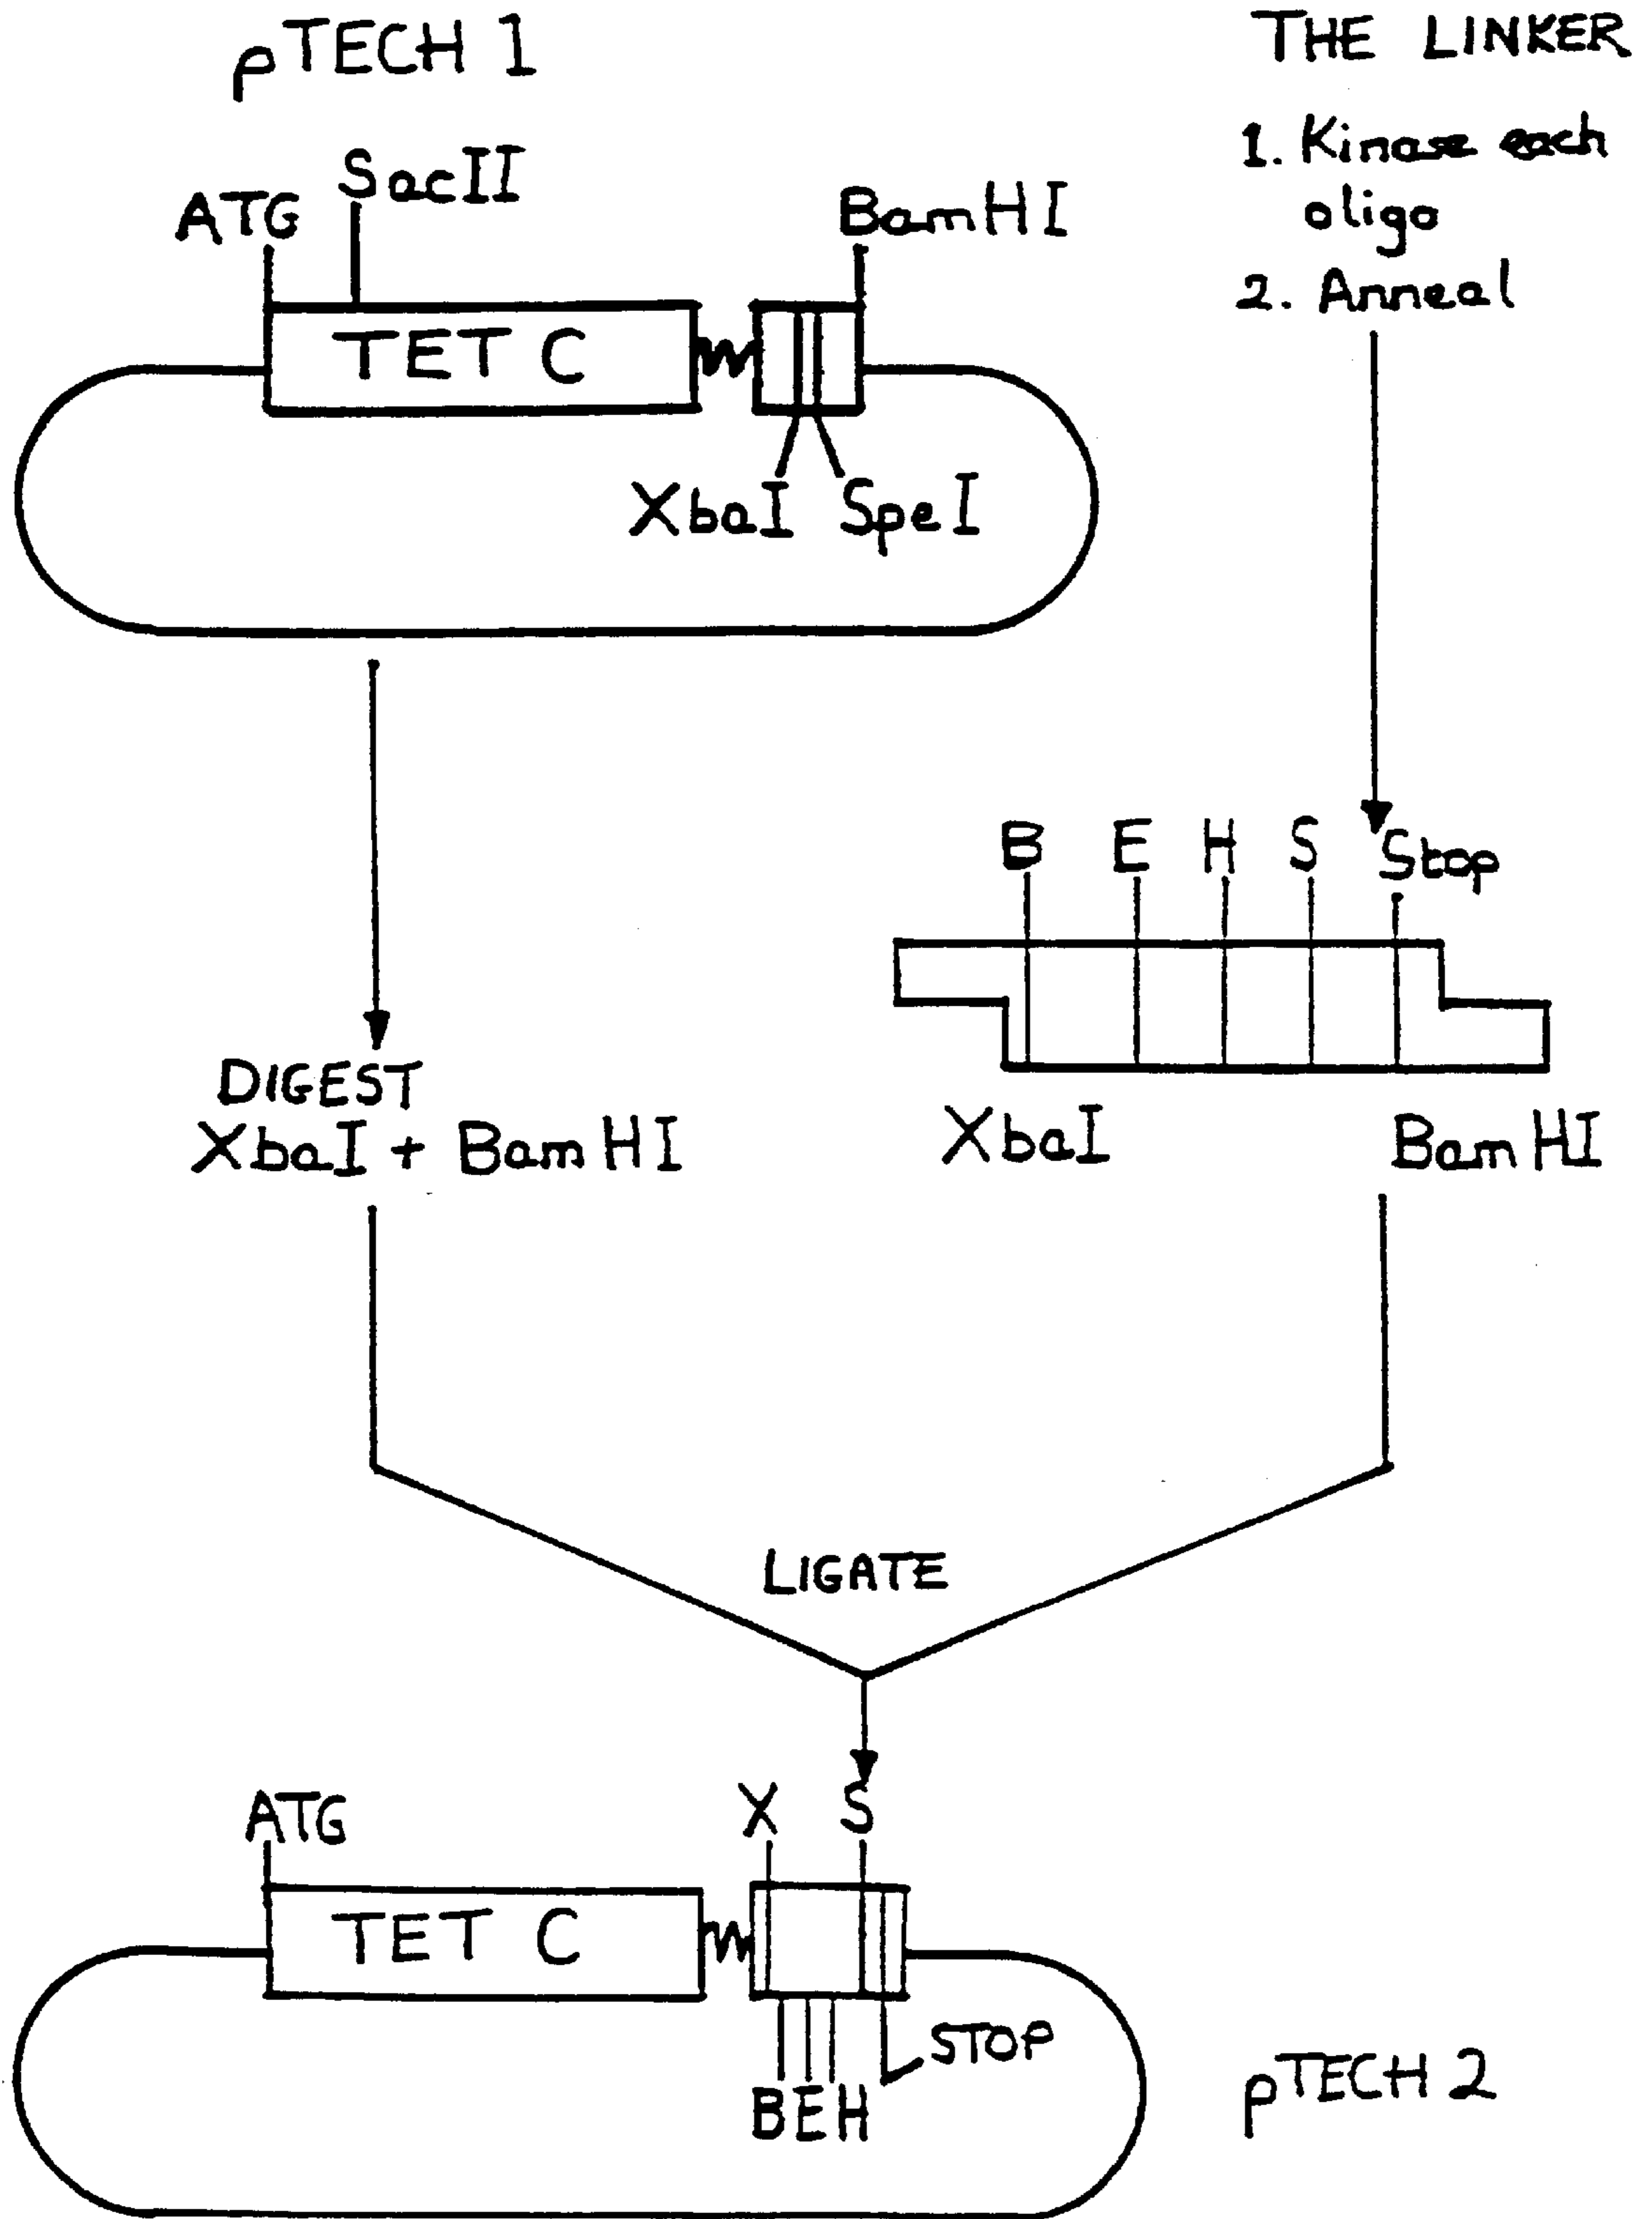 pTECH 1
THE LINKER
1. Kinase each
oligo
2. Anneal
SacII
ATG
BamHI
TET C
XbaI SpeI
B E H S Stop
DIGEST
XbaI + BamHI
XbaI
BamHI
LIGATE
ATG
X S
TET C
STOP
BEH
pTECH 2